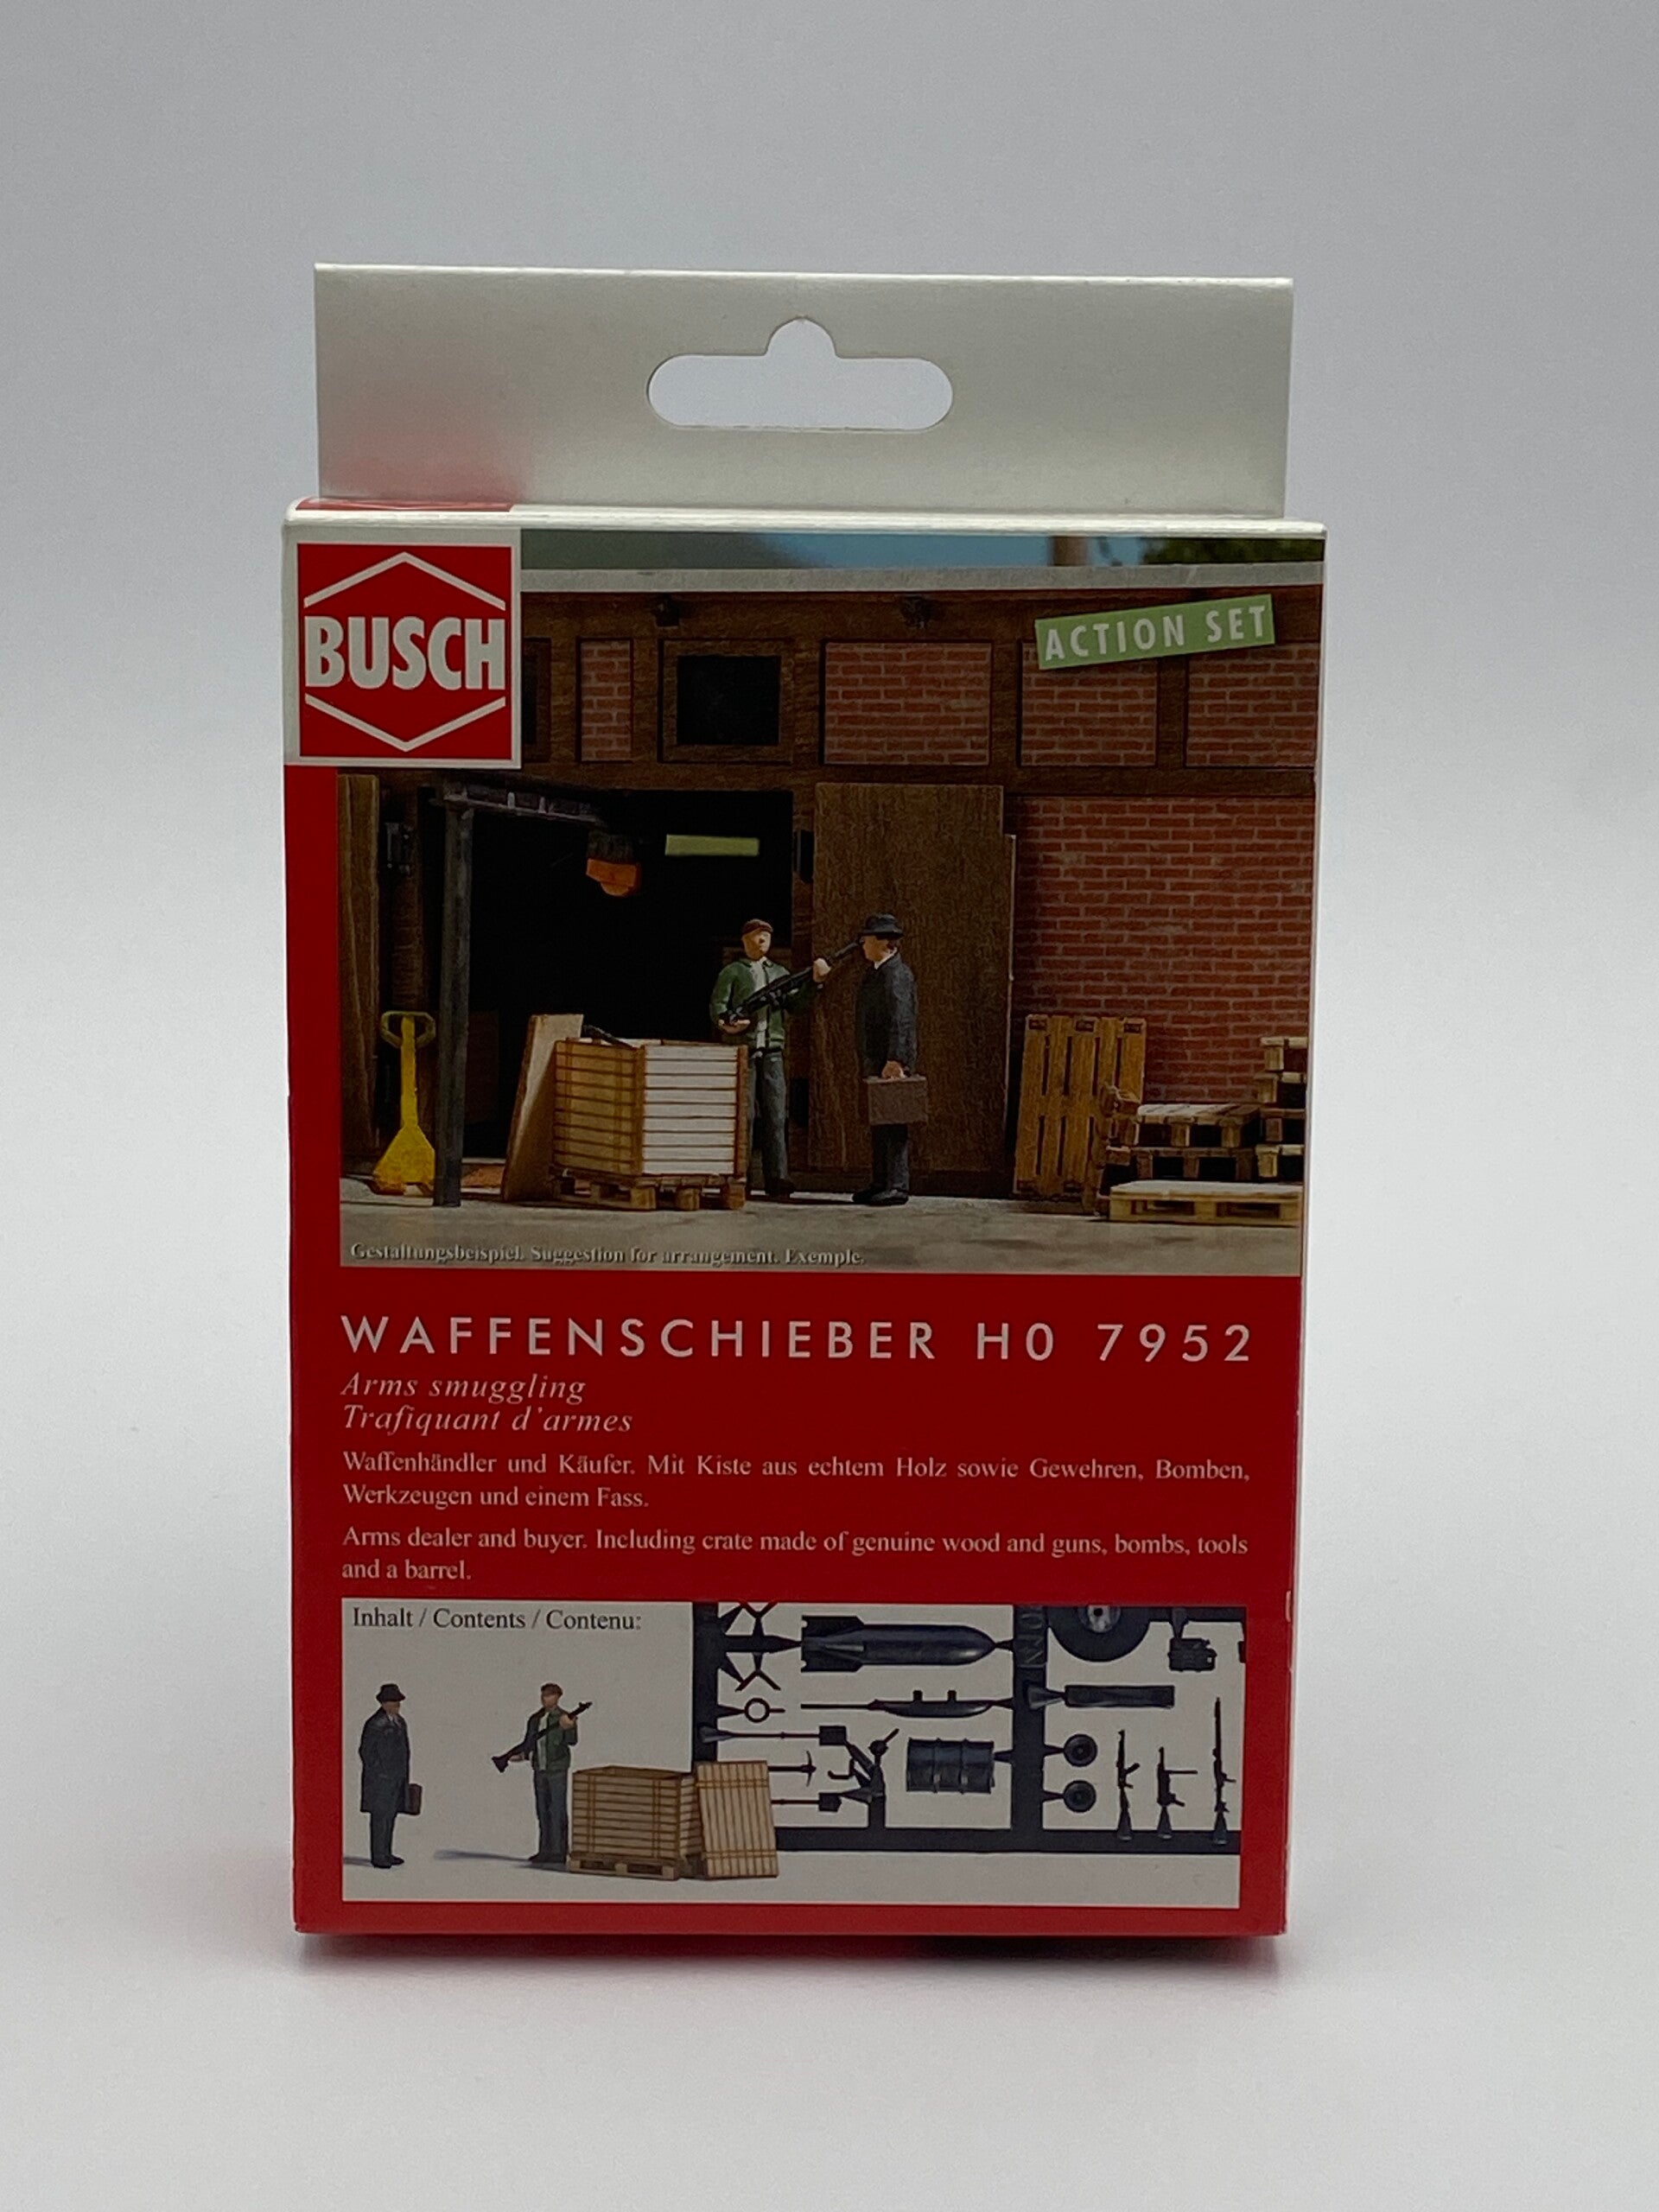 BUSCH
ACTION SET
Gestaltungsbeispiel. Suggestion for arrangement. Exemple.
WAFFENSCHIEBER H0 7952
Arms smuggling
Trafiquant d'armes
Waffenhändler und Käufer. Mit Kiste aus echtem Holz sowie Gewehren, Bomben,
Werkzeugen und einem Fass.
Arms dealer and buyer. Including crate made of genuine wood and guns, bombs, tools
and a barrel.
Inhalt / Contents / Contenu: